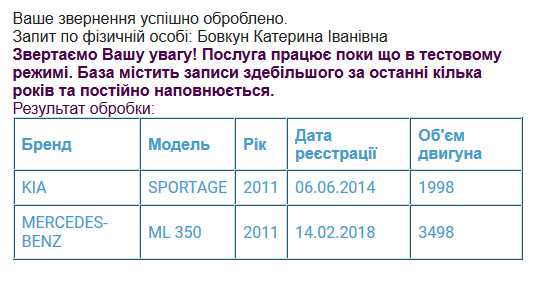 Ваше звернення успішно оброблено.
Запит по фізичній особі: Бовкун Катерина Іванівна
Звертаємо Вашу увагу! Послуга працює поки що в тестовому
режимі. База містить записи здебільшого за останні кілька
років та постійно наповнюється.
Результат обробки:
Бренд Модель Рік Дата реєстрації Об'єм двигуна
KIA SPORTAGE 2011 06.06.2014 1998
MERCEDES-BENZ ML 350 2011 14.02.2018 3498